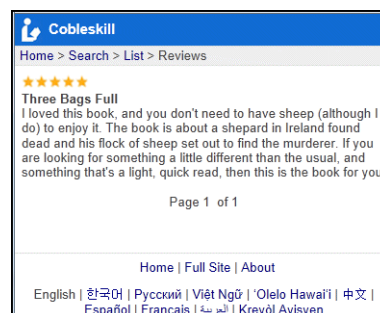 Cobleskill
Home > Search > List > Reviews
Three Bags Full
I loved this book, and you don't need to have sheep (although I
do) to enjoy it. The book is about a shepard in Ireland found
dead and his flock of sheep set out to find the murderer. If you
are looking for something a little different than the usual, and
something that's a light, quick read, then this is the book for you
Page 1 of 1
Home | Full Site | About
English | 한국어 | Русский | Việt Ngữ | ʻOlelo Hawaiʻi | 中文 |
Español | Français | العربية | Kreyòl Ayisyen